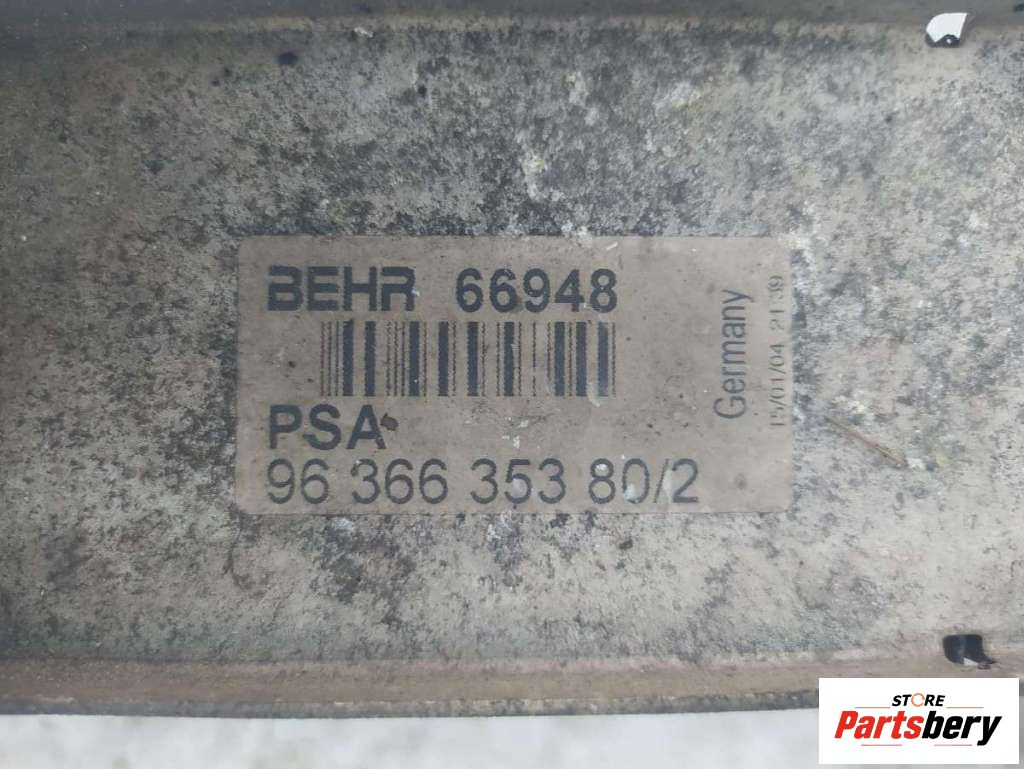 BEHR 66948
PSA
96 366 353 80/2
Germany
15/01/04 21:39
STORE
Partsbery